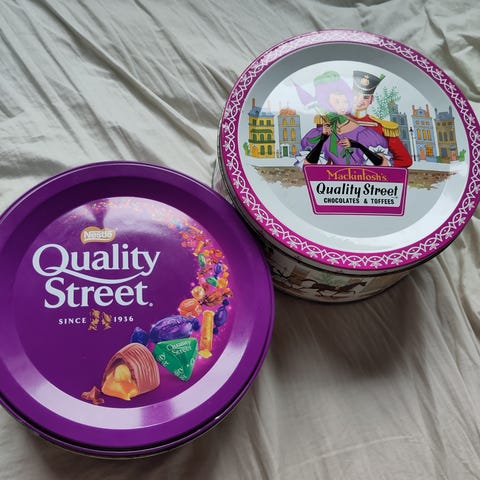 Nestlé
Quality
Street.
SINCE 1936
QUALITY
STREET
Mackintosh's
Quality Street
CHOCOLATES & TOFFEES